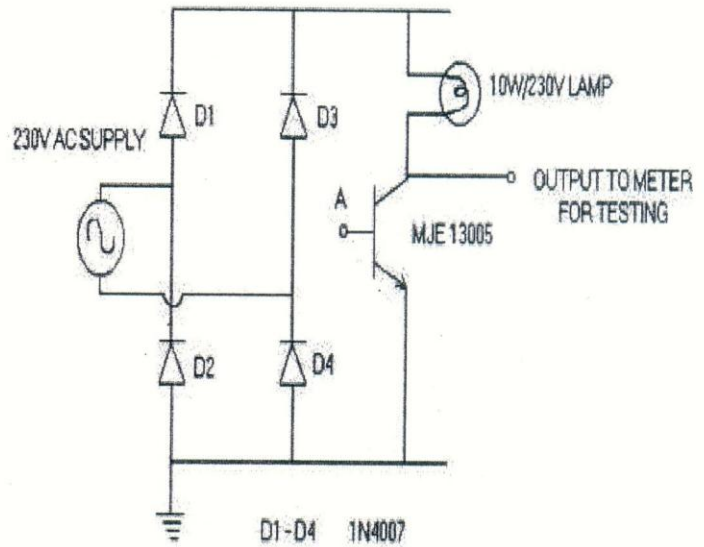 10W/230V LAMP
D1
D3
230V AC SUPPLY
A
OUTPUT TO METER
FOR TESTING
MJE 13005
D2
D4
D1-D4 1N4007